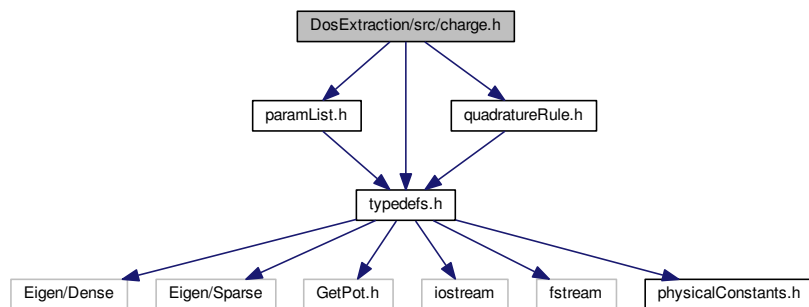 DosExtraction/src/charge.h
paramList.h
quadratureRule.h
typedefs.h
Eigen/Dense
Eigen/Sparse
GetPot.h
iostream
fstream
physicalConstants.h